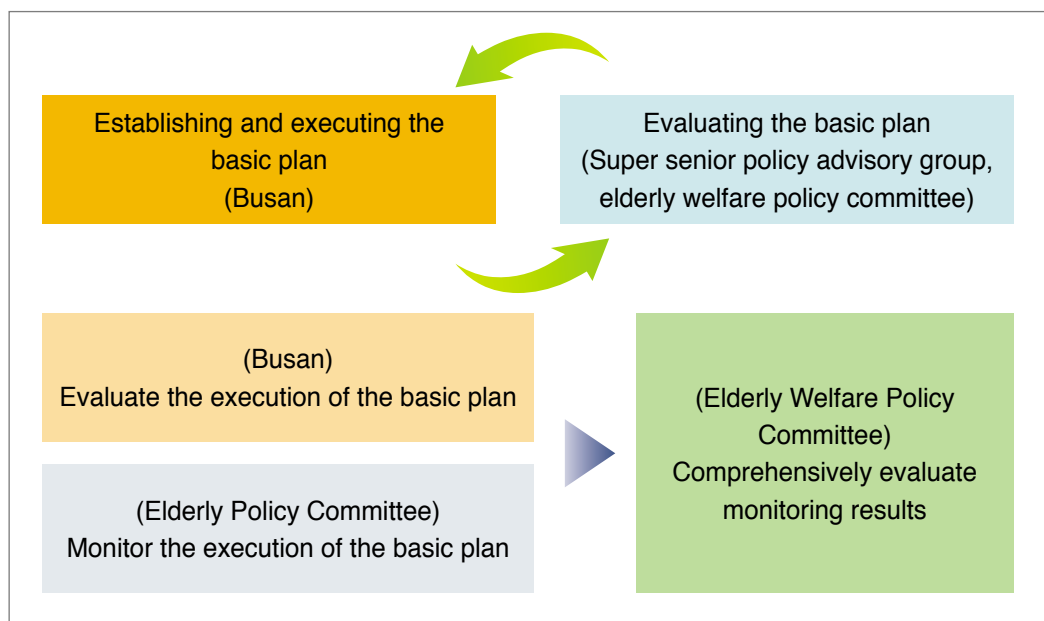 Establishing and executing the
basic plan
(Busan)
Evaluating the basic plan
(Super senior policy advisory group,
elderly welfare policy committee)
(Busan)
Evaluate the execution of the basic plan
(Elderly Policy Committee)
Monitor the execution of the basic plan
(Elderly Welfare Policy
Committee)
Comprehensively evaluate
monitoring results